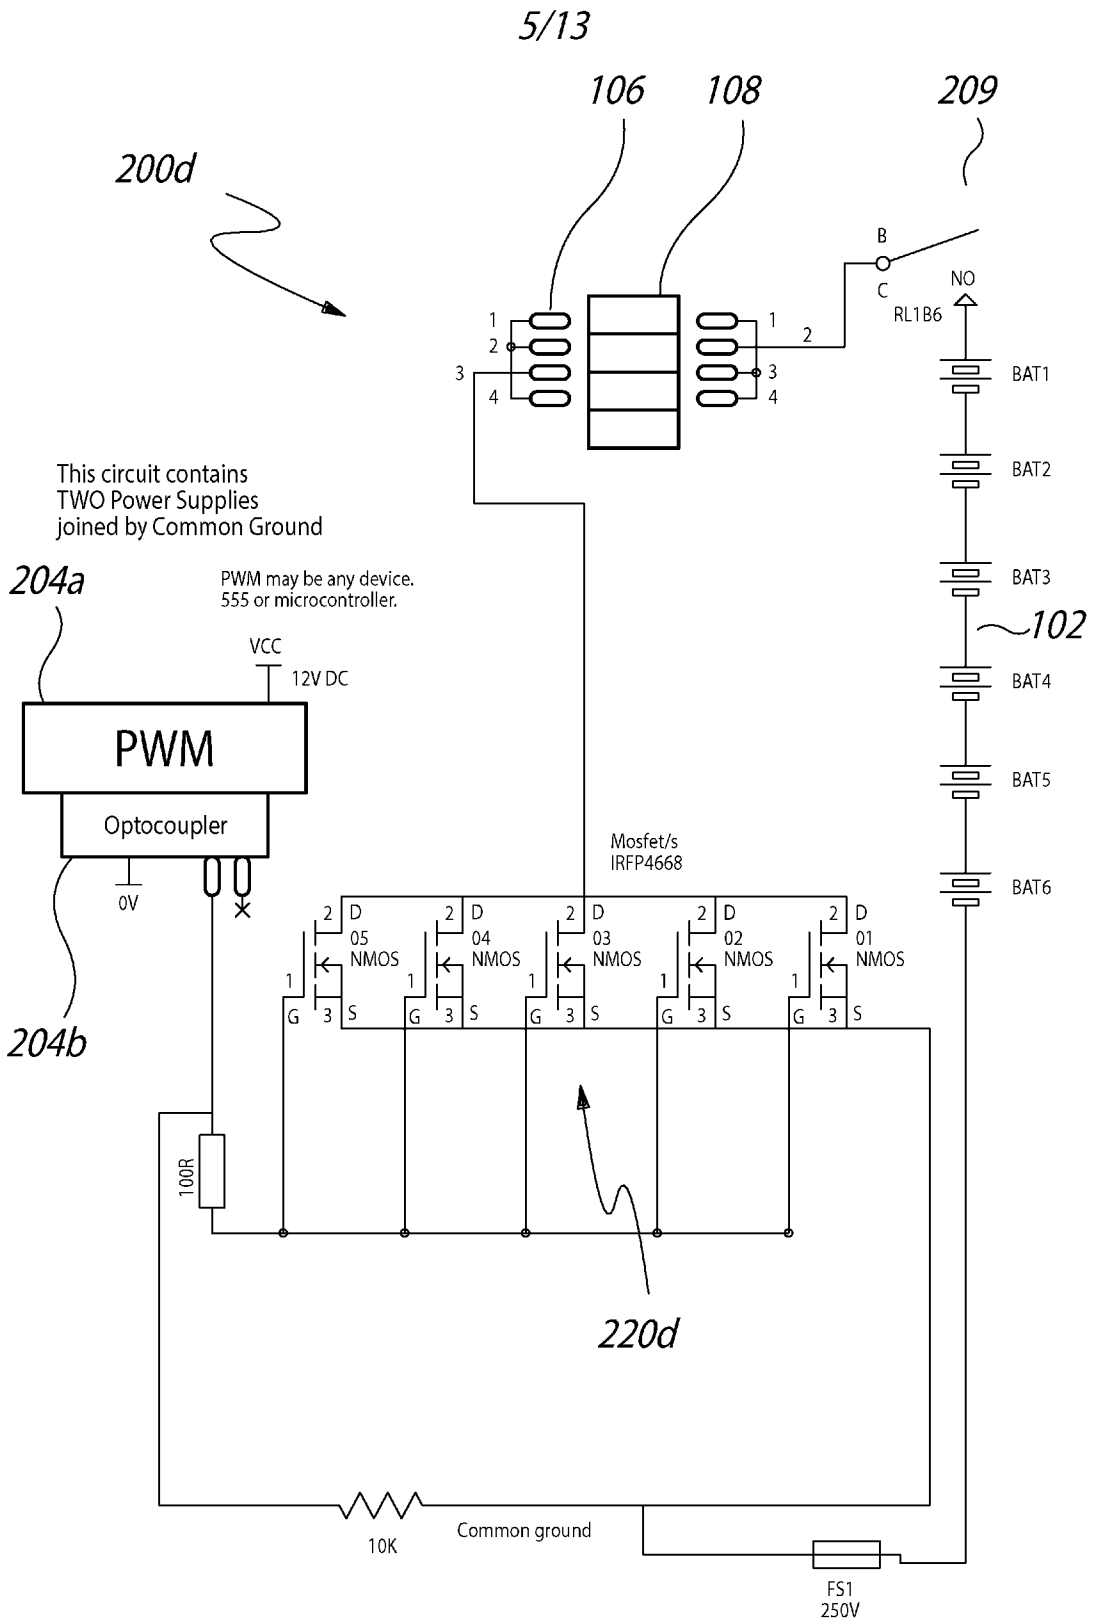 5/13
106
108
209
200d
B
C
NO
RL1B6
1
2
3
4
1
2
3
4
BAT1
BAT2
BAT3
102
BAT4
BAT5
BAT6
This circuit contains
TWO Power Supplies
joined by Common Ground
204a
PWM may be any device.
555 or microcontroller.
VCC
12V DC
PWM
Optocoupler
0V
204b
Mosfet/s
IRFP4668
2 D
05
NMOS
1
G 3 S
2 D
04
NMOS
1
G 3 S
2 D
03
NMOS
1
G 3 S
2 D
02
NMOS
1
G 3 S
2 D
01
NMOS
1
G 3 S
100R
220d
10K
Common ground
FS1
250V